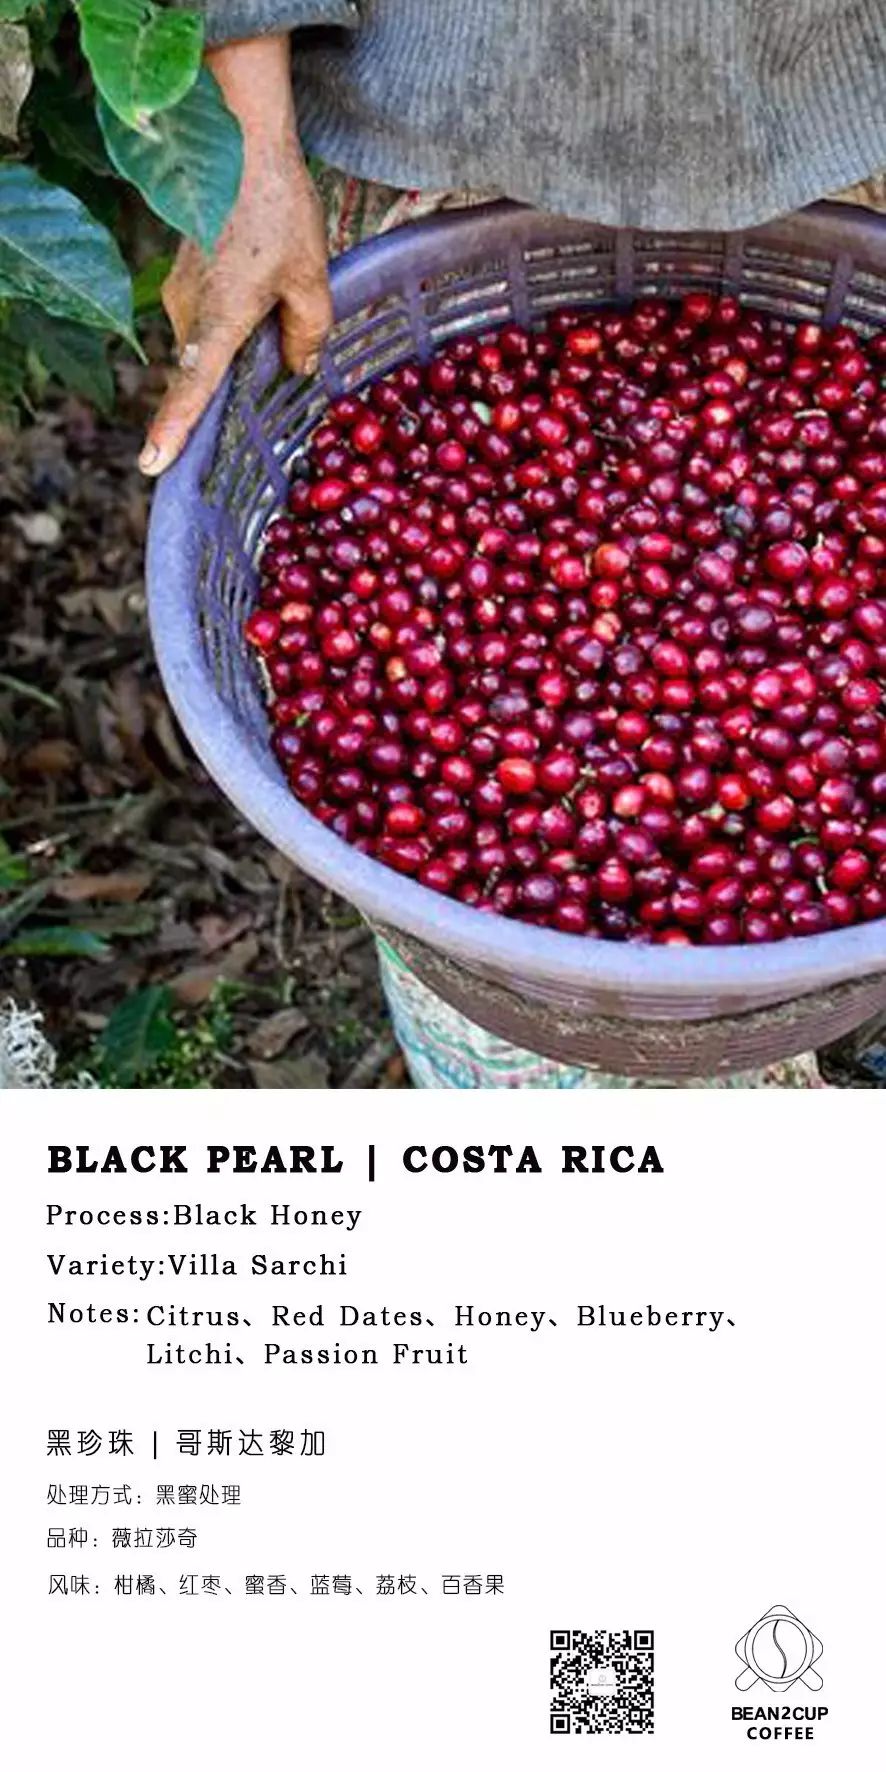 BLACK PEARL | COSTA RICA
Process:Black Honey
Variety:Villa Sarchi
Notes:Citrus、Red Dates、Honey、Blueberry、
Litchi、Passion Fruit
黑珍珠 | 哥斯达黎加
处理方式：黑蜜处理
品种：薇拉莎奇
风味：柑橘、红枣、蜜香、蓝莓、荔枝、百香果
BEAN2CUP
COFFEE